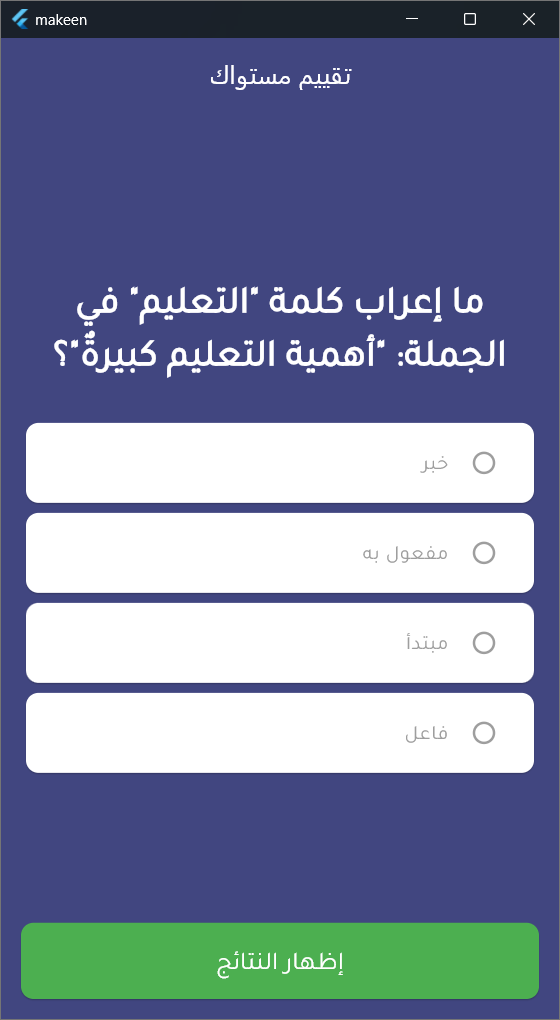 makeen
تقييم مستواك
ما إعراب كلمة "التعليم" في
الجملة: "أهمية التعليم كبيرةٌ"؟
خبر
مفعول به
مبتدأ
فاعل
إظهار النتائج